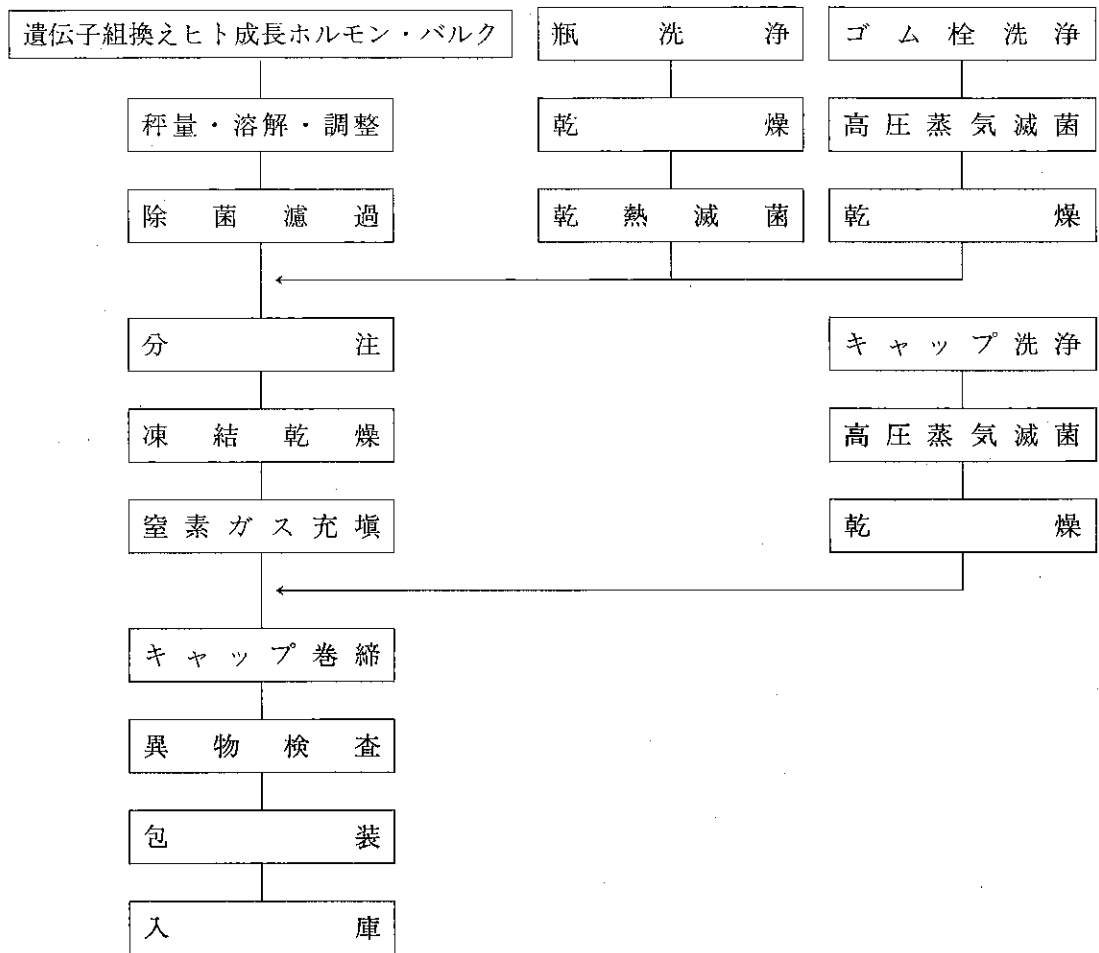 遺伝子組換えヒト成長ホルモン・バルク
瓶洗浄
ゴム栓洗浄
秤量・溶解・調整
乾燥
高圧蒸気滅菌
除菌濾過
乾熱滅菌
乾燥
分注
キャップ洗浄
凍結乾燥
高圧蒸気滅菌
窒素ガス充塡
乾燥
キャップ巻締
異物検査
包装
入庫